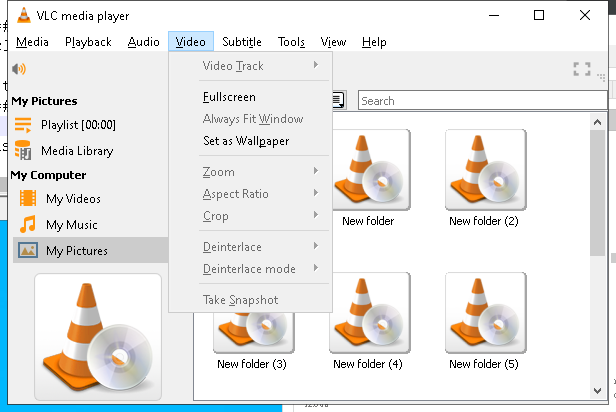 VLC media player
Media Playback Audio Video Subtitle Tools View Help
Video Track
Fullscreen
Always Fit Window
Set as Wallpaper
Zoom
Aspect Ratio
Crop
Deinterlace
Deinterlace mode
Take Snapshot
My Pictures
Playlist [00:00]
Media Library
My Computer
My Videos
My Music
My Pictures
Search
New folder
New folder (2)
New folder (3)
New folder (4)
New folder (5)